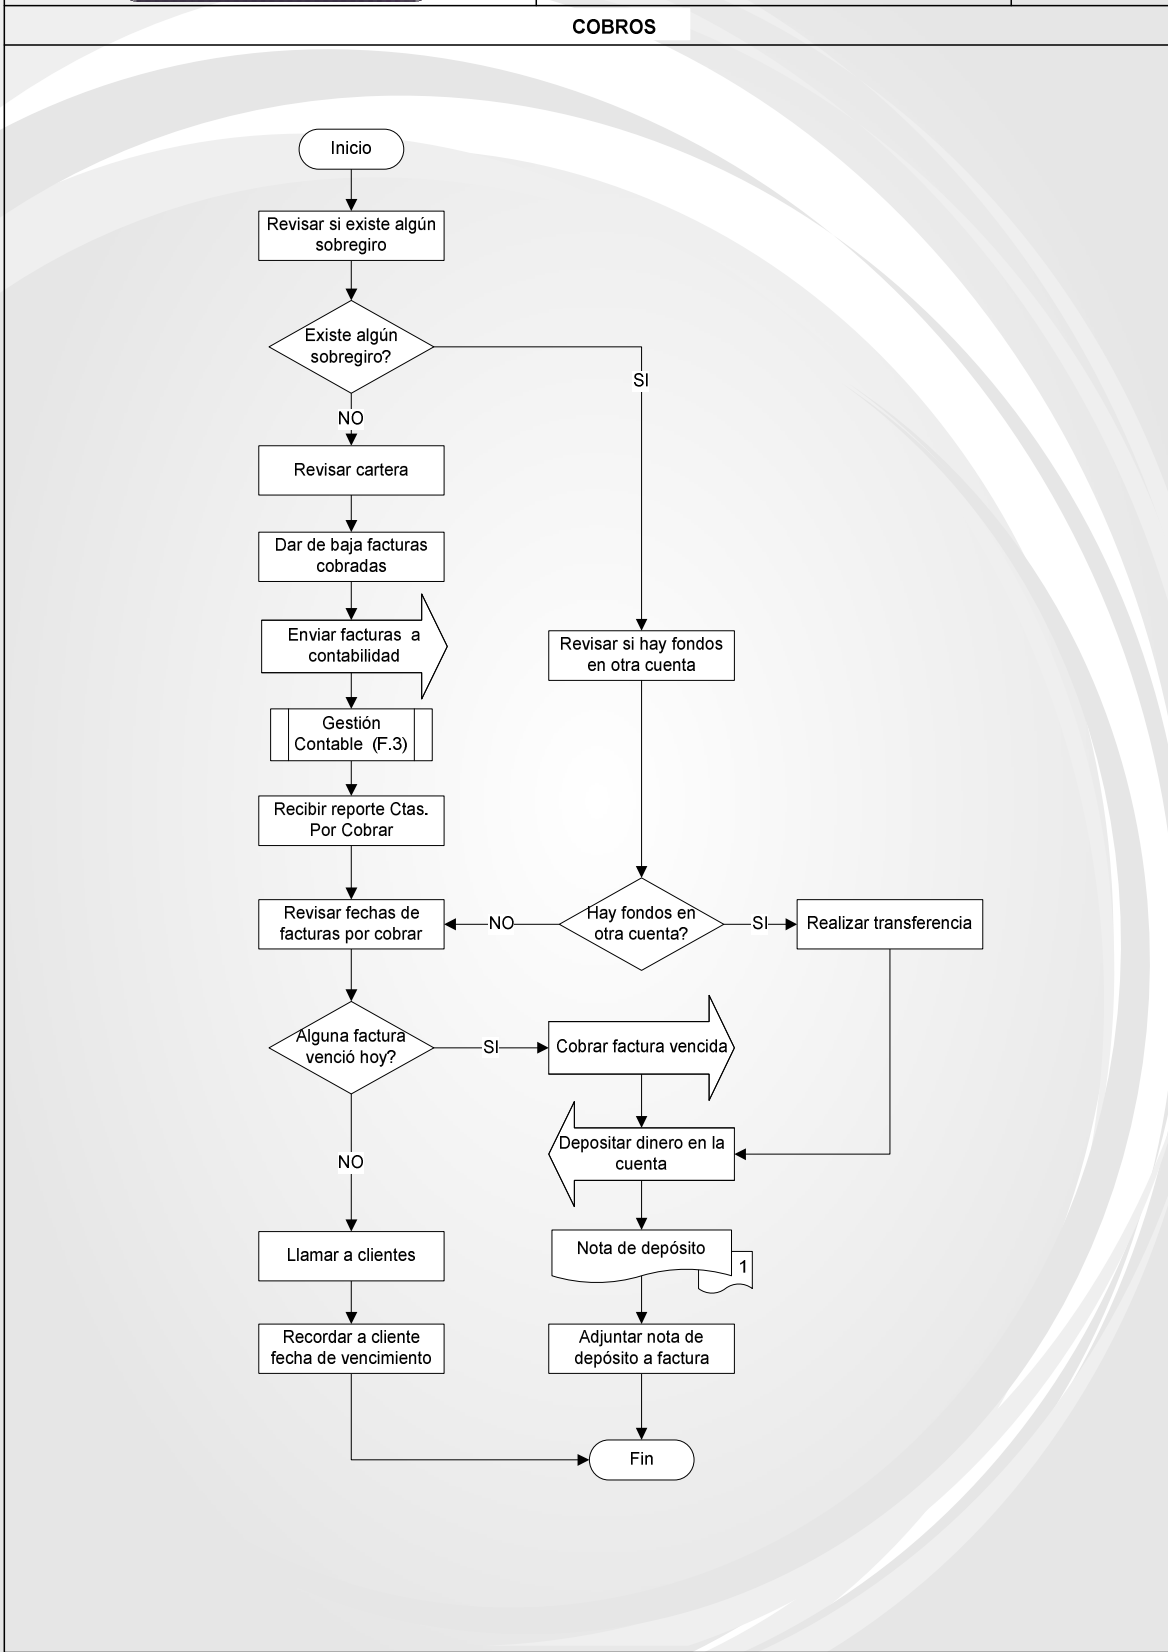 COBROS
Inicio
Revisar si existe algún
sobregiro
Existe algún
sobregiro?
SI
NO
Revisar cartera
Dar de baja facturas
cobradas
Enviar facturas a
contabilidad
Revisar si hay fondos
en otra cuenta
Gestión
Contable (F.3)
Recibir reporte Ctas.
Por Cobrar
Revisar fechas de
facturas por cobrar
NO
Hay fondos en
otra cuenta?
SI
Realizar transferencia
Alguna factura
venció hoy?
SI
Cobrar factura vencida
Depositar dinero en la
cuenta
NO
Nota de depósito
1
Llamar a clientes
Recordar a cliente
fecha de vencimiento
Adjuntar nota de
depósito a factura
Fin